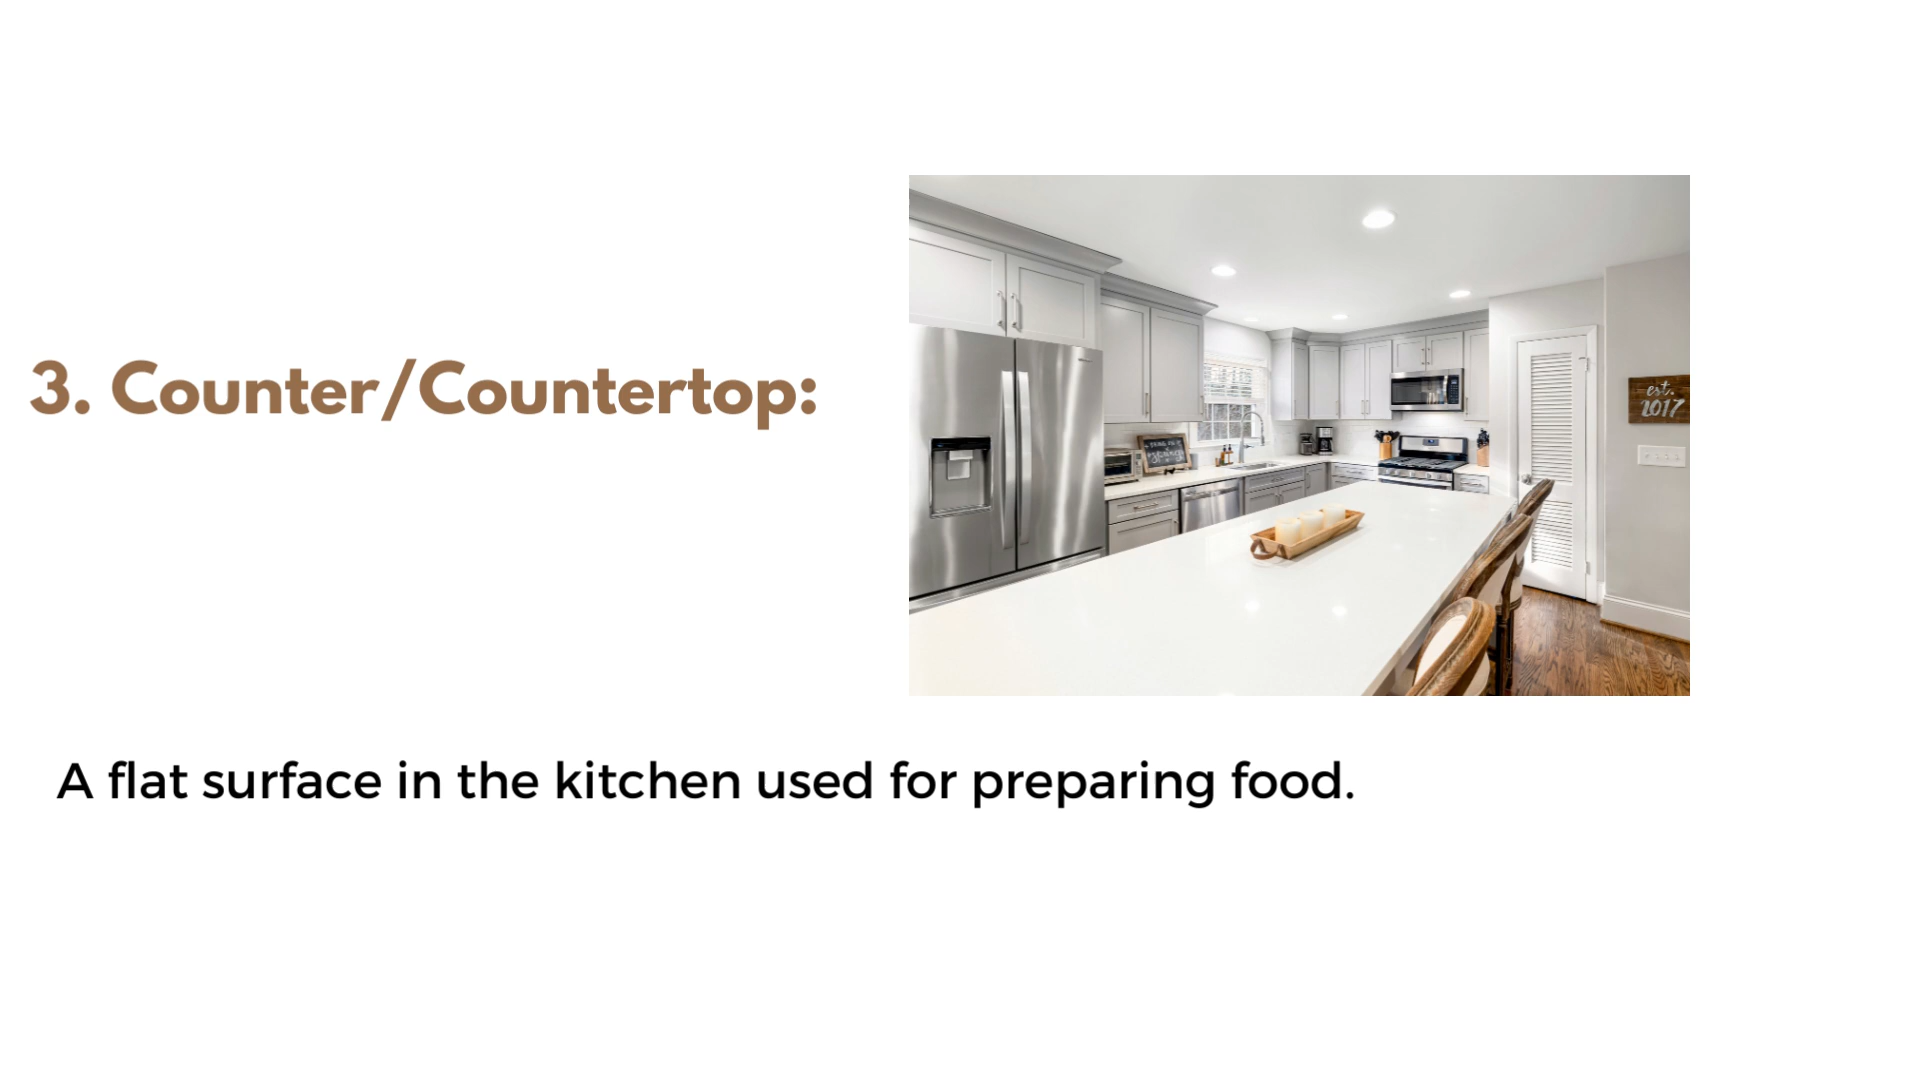 3. Counter/Countertop:
est.
2017
A flat surface in the kitchen used for preparing food.